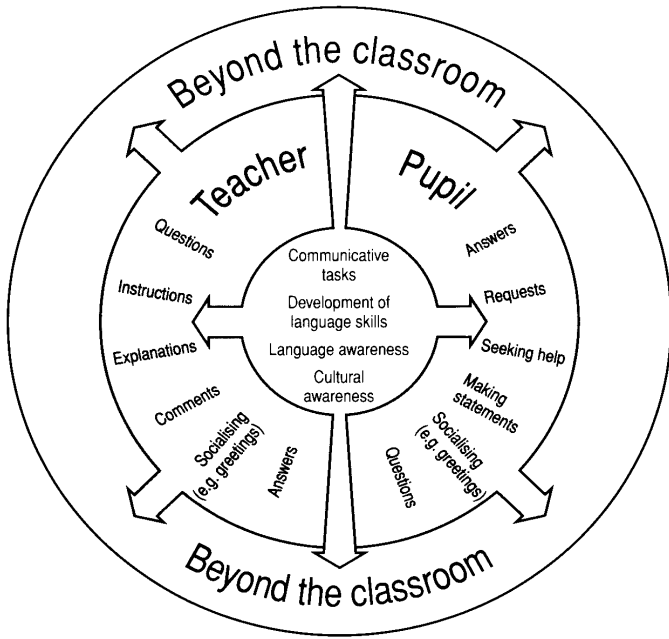 Beyond the classroom
Teacher
Questions
Instructions
Explanations
Comments
Socialising
(e.g. greetings)
Answers
Communicative
tasks
Development of
language skills
Language awareness
Cultural
awareness
Pupil
Answers
Requests
Seeking help
Making
statements
Socialising
(e.g. greetings)
Questions
Beyond the classroom